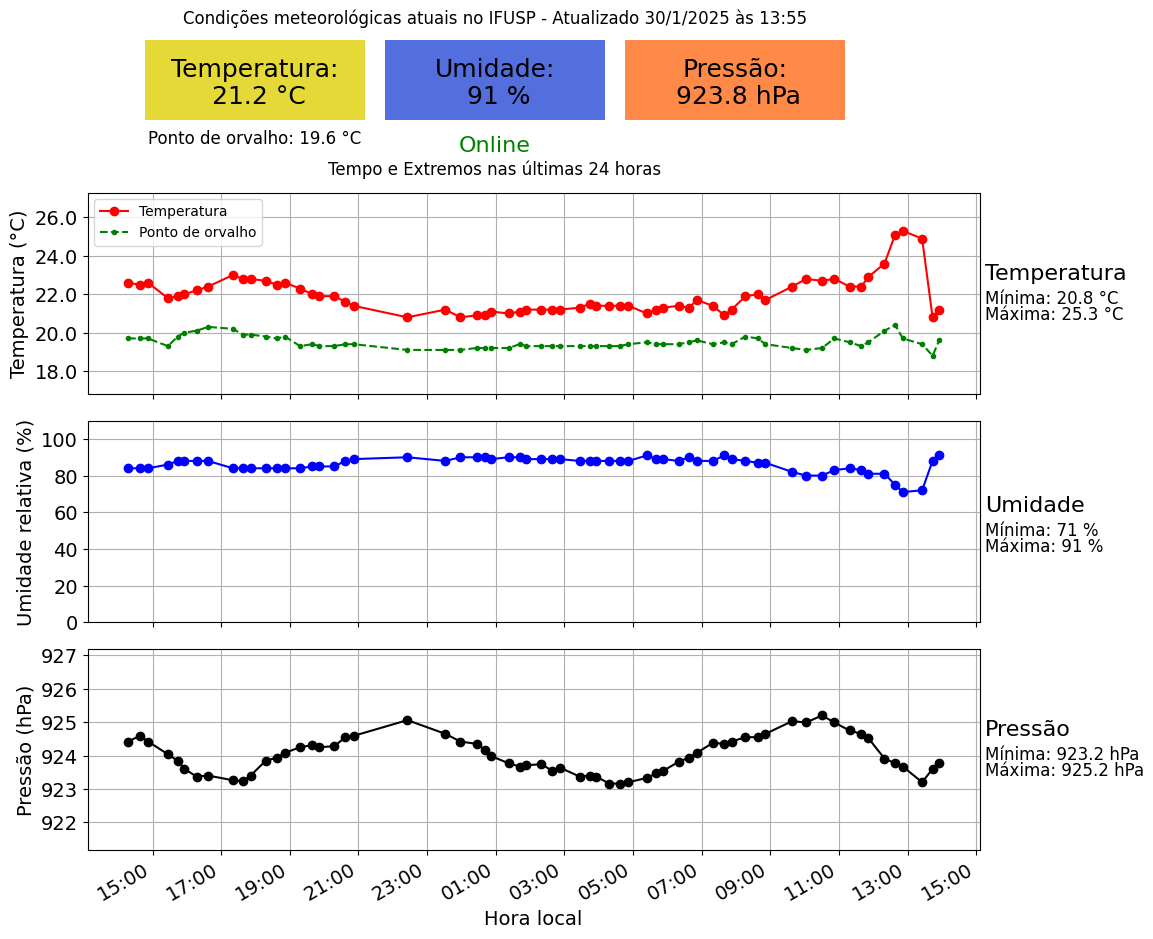 Condições meteorológicas atuais no IFUSP - Atualizado 30/1/2025 às 13:55
Temperatura:
21.2 °C
Umidade:
91 %
Pressão:
923.8 hPa
Ponto de orvalho: 19.6 °C
Online
Tempo e Extremos nas últimas 24 horas
Temperatura (°C)
26.0
24.0
22.0
20.0
18.0
Temperatura
Ponto de orvalho
Temperatura
Mínima: 20.8 °C
Máxima: 25.3 °C
Umidade relativa (%)
100
80
60
40
20
0
Umidade
Mínima: 71 %
Máxima: 91 %
Pressão (hPa)
927
926
925
924
923
922
Pressão
Mínima: 923.2 hPa
Máxima: 925.2 hPa
15:00 17:00 19:00 21:00 23:00 01:00 03:00 05:00 07:00 09:00 11:00 13:00 15:00
Hora local